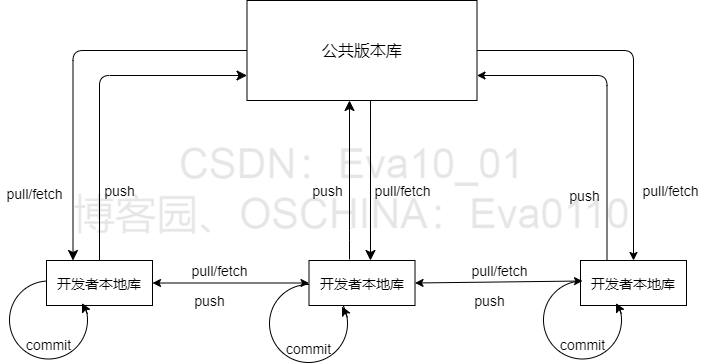 公共版本库
CSDN：Eva10_01
pull/fetch
push
push
pull/fetch
push
pull/fetch
博客园、OSCHINA：Eva0110
开发者本地库
pull/fetch
push
开发者本地库
pull/fetch
push
开发者本地库
commit
commit
commit